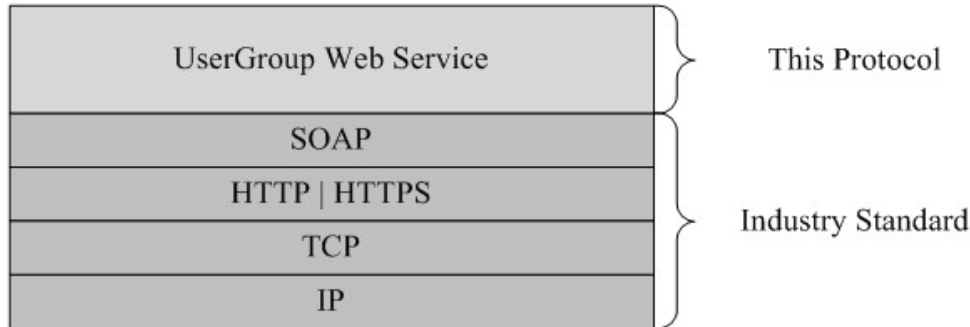 UserGroup Web Service
This Protocol
SOAP
HTTP | HTTPS
TCP
IP
Industry Standard